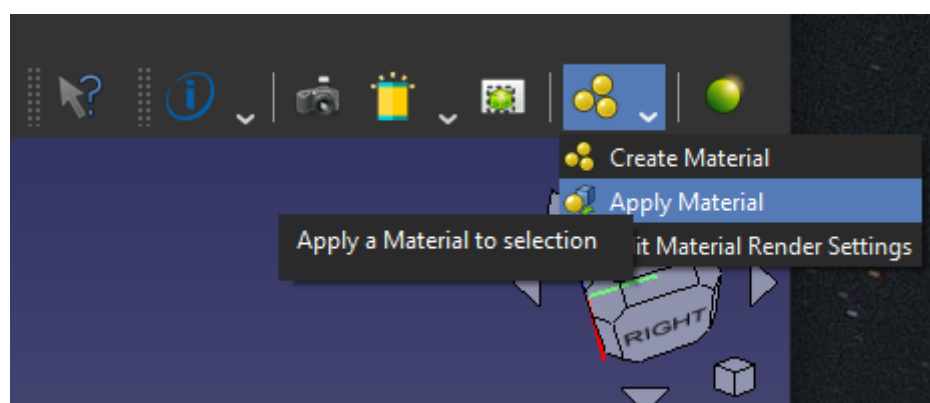 Create Material
Apply Material
Apply a Material to selection
it Material Render Settings
RIGHT